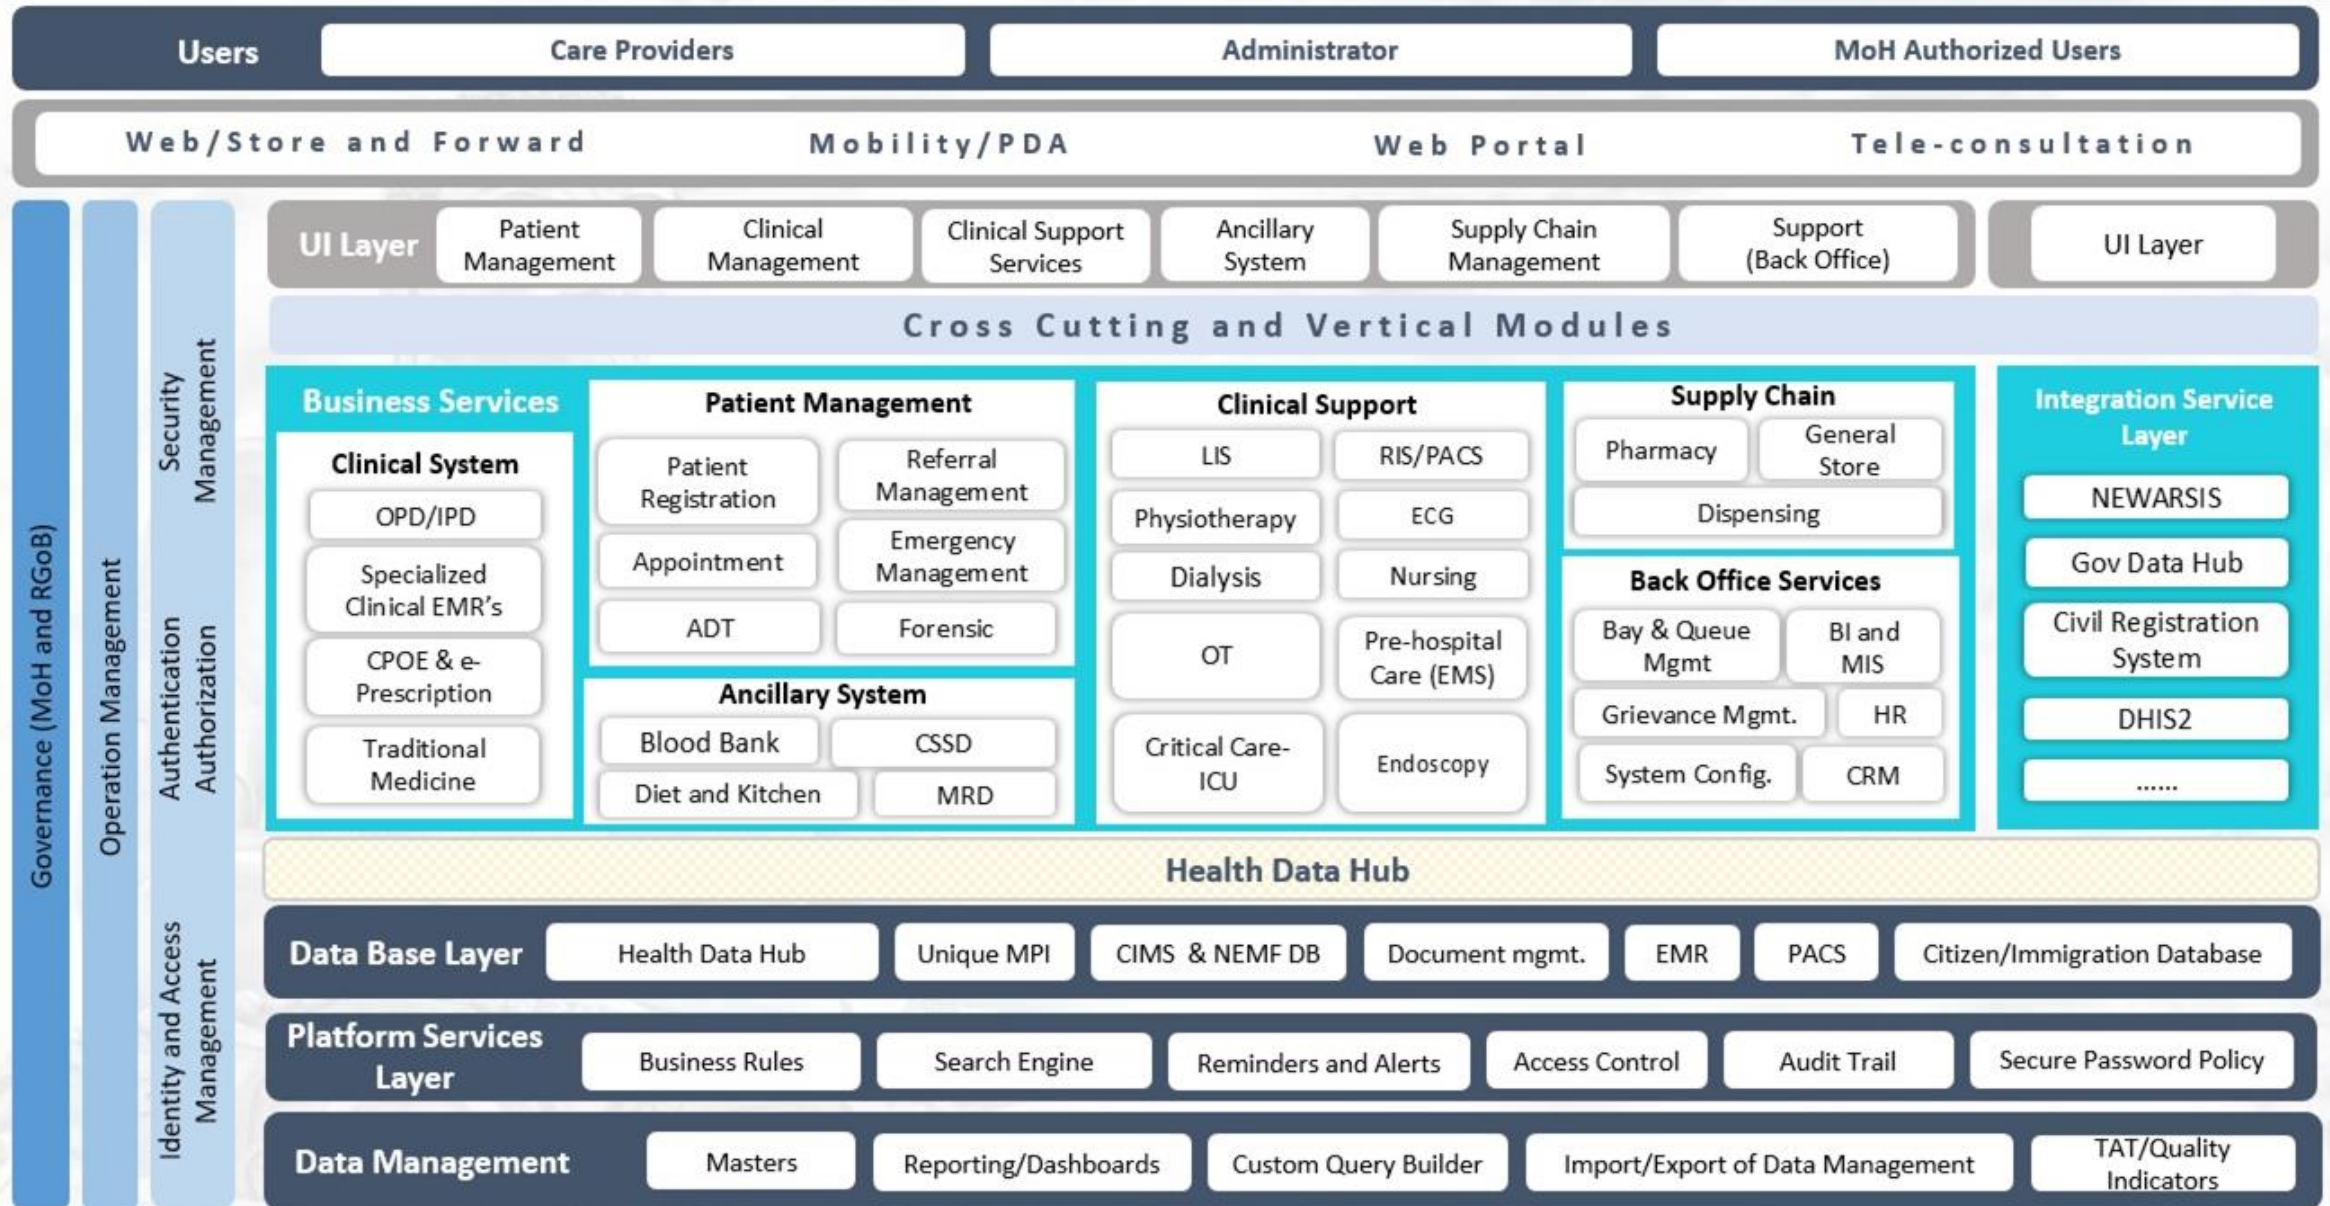 Users
Care Providers
Administrator
MoH Authorized Users
Web/Store and Forward
Mobility/PDA
Web Portal
Tele-consultation
Governance (MoH and RGoB)
Operation Management
Security
Management
Authentication
Authorization
Identity and Access
Management
UI Layer
Patient
Management
Clinical
Management
Clinical Support
Services
Ancillary
System
Supply Chain
Management
Support
(Back Office)
UI Layer
Cross Cutting and Vertical Modules
Business Services
Clinical System
OPD/IPD
Specialized
Clinical EMR's
CPOE & e-
Prescription
Traditional
Medicine
Patient Management
Patient
Registration
Referral
Management
Appointment
Emergency
Management
ADT
Forensic
Ancillary System
Blood Bank
CSSD
Diet and Kitchen
MRD
Clinical Support
LIS
RIS/PACS
Physiotherapy
ECG
Dialysis
Nursing
OT
Pre-hospital
Care (EMS)
Critical Care-
ICU
Endoscopy
Supply Chain
Pharmacy
General
Store
Dispensing
Back Office Services
Bay & Queue
Mgmt
BI and
MIS
Grievance Mgmt.
HR
System Config.
CRM
Integration Service
Layer
NEWARSIS
Gov Data Hub
Civil Registration
System
DHIS2
......
Health Data Hub
Data Base Layer
Health Data Hub
Unique MPI
CIMS & NEMF DB
Document mgmt.
EMR
PACS
Citizen/Immigration Database
Platform Services
Layer
Business Rules
Search Engine
Reminders and Alerts
Access Control
Audit Trail
Secure Password Policy
Data Management
Masters
Reporting/Dashboards
Custom Query Builder
Import/Export of Data Management
TAT/Quality
Indicators